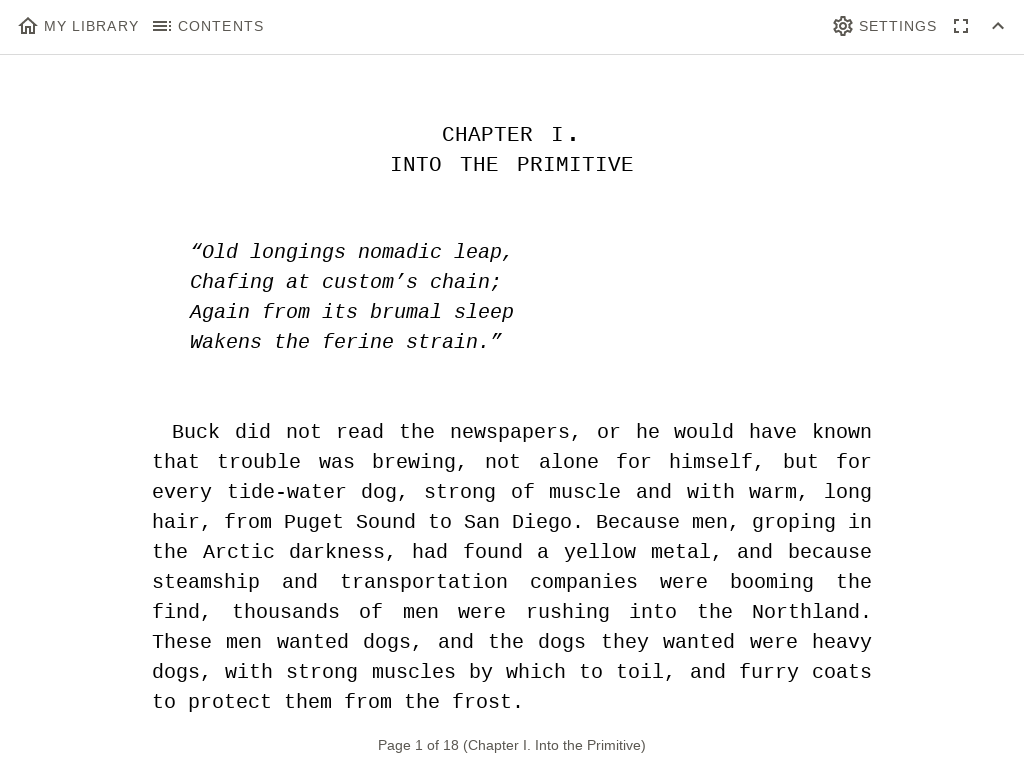 MY LIBRARY CONTENTS SETTINGS
CHAPTER I.
INTO THE PRIMITIVE
“Old longings nomadic leap,
Chafing at custom’s chain;
Again from its brumal sleep
Wakens the ferine strain.”
Buck did not read the newspapers, or he would have known
that trouble was brewing, not alone for himself, but for
every tide-water dog, strong of muscle and with warm, long
hair, from Puget Sound to San Diego. Because men, groping in
the Arctic darkness, had found a yellow metal, and because
steamship and transportation companies were booming the
find, thousands of men were rushing into the Northland.
These men wanted dogs, and the dogs they wanted were heavy
dogs, with strong muscles by which to toil, and furry coats
to protect them from the frost.
Page 1 of 18 (Chapter I. Into the Primitive)